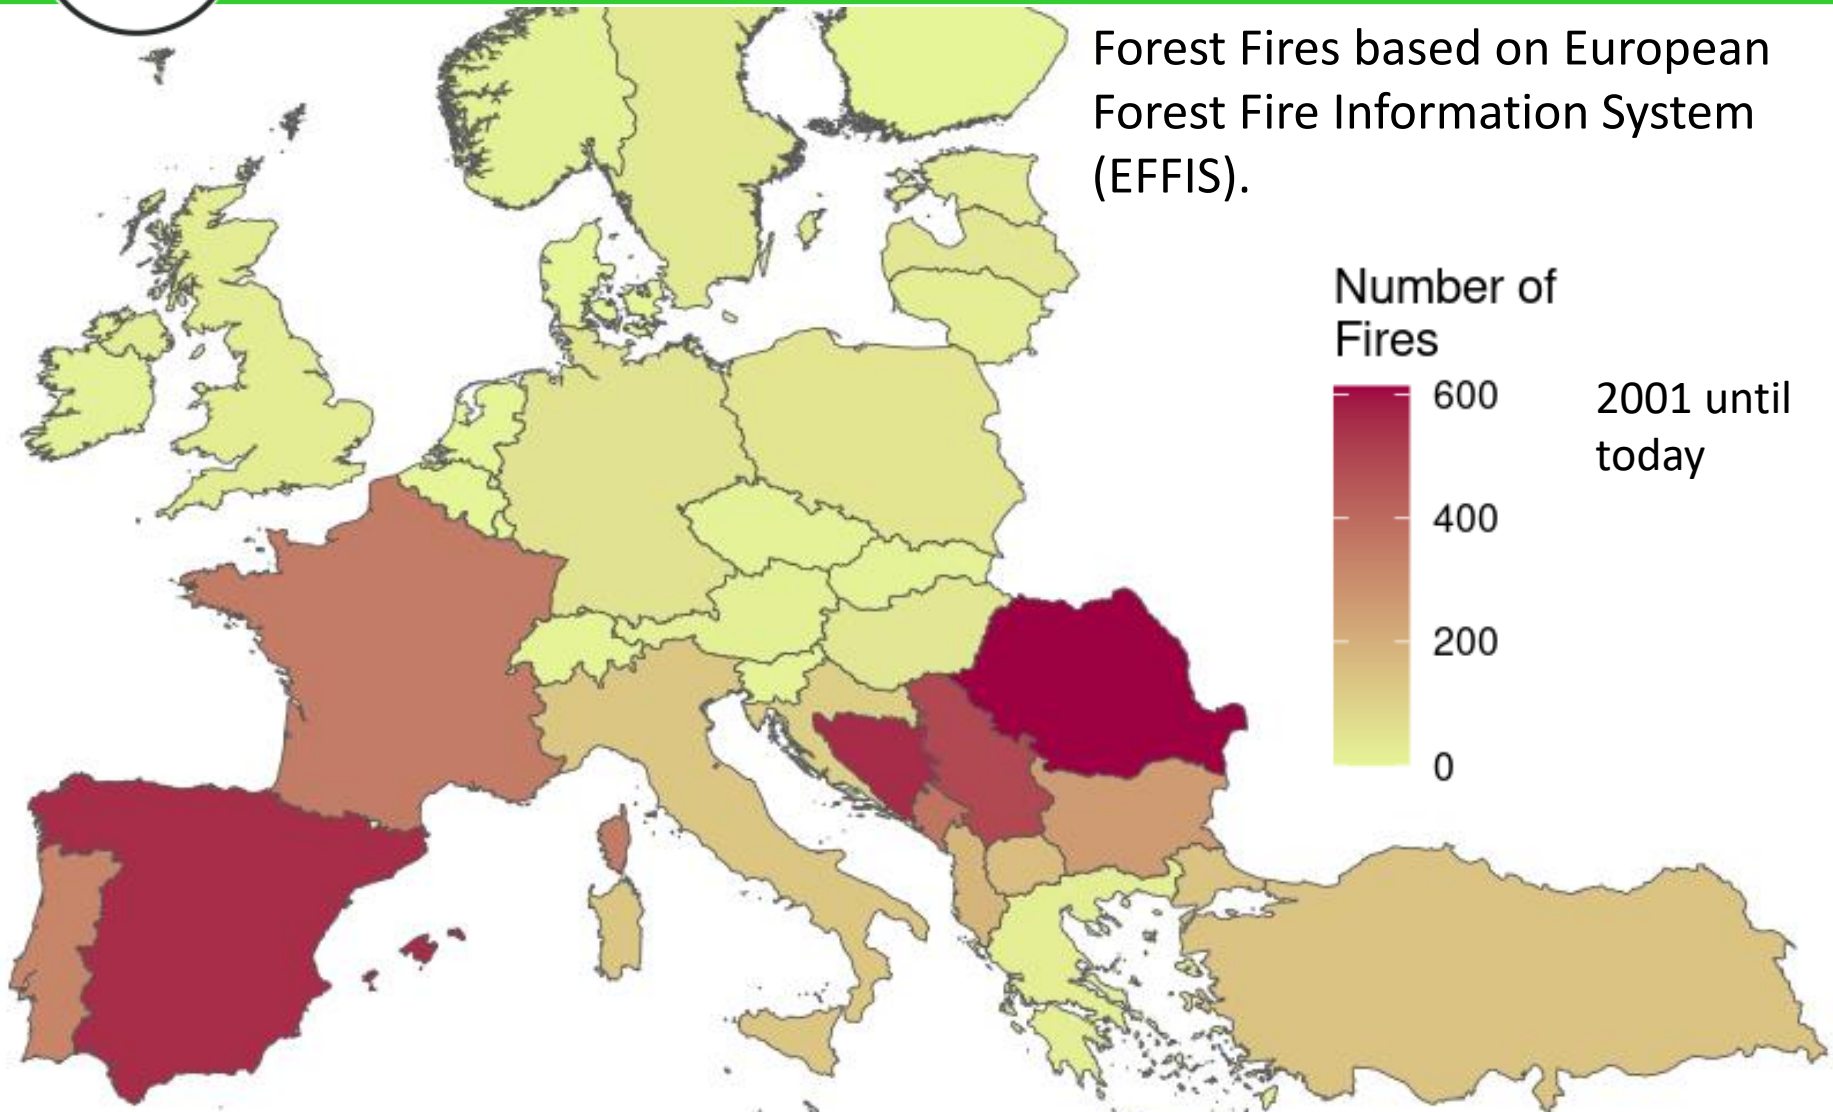 Forest Fires based on European
Forest Fire Information System
(EFFIS).
Number of
Fires
600
400
200
0
2001 until
today